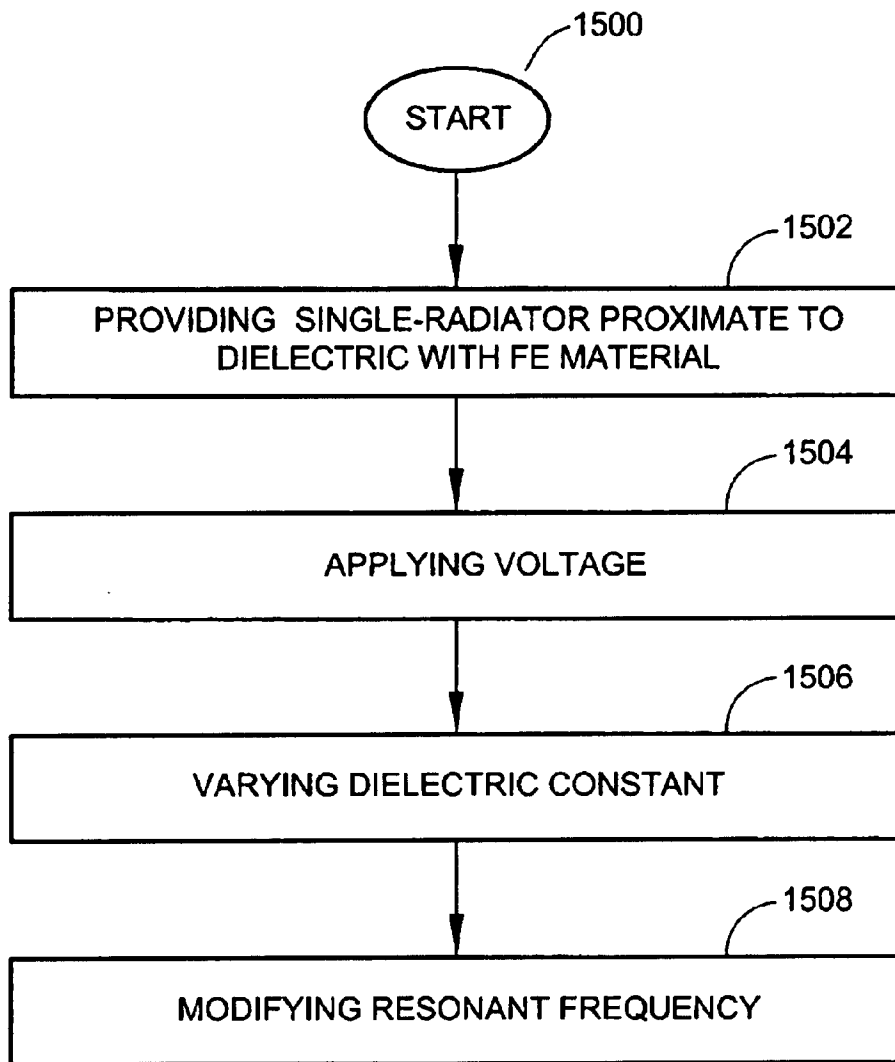 1500
START
1502
PROVIDING SINGLE-RADIATOR PROXIMATE TO
DIELECTRIC WITH FE MATERIAL
1504
APPLYING VOLTAGE
1506
VARYING DIELECTRIC CONSTANT
1508
MODIFYING RESONANT FREQUENCY